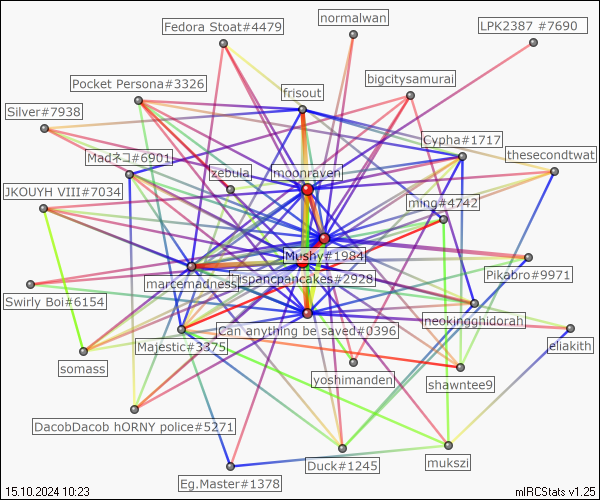 Fedora Stoat#4479
normalwan
LPK2387 #7690
bigcitysamurai
Pocket Persona#3326
frisout
Silver#7938
Cypha#1717
Madネコ#6901
thesecondtwat
zebula
moonraven
JKOUYH VIII#7034
ming#4742
Mushy#1984
Pikabro#9971
marcemadness
jspancpancakes#2928
Swirly Boi#6154
neokingghidorah
Can anything be saved#0396
Majestic#3375
eliakith
somass
yoshimanden
shawntee9
DacobDacob hORNY police#5271
Duck#1245
mukszi
Eg.Master#1378
15.10.2024 10:23
mIRCStats v1.25